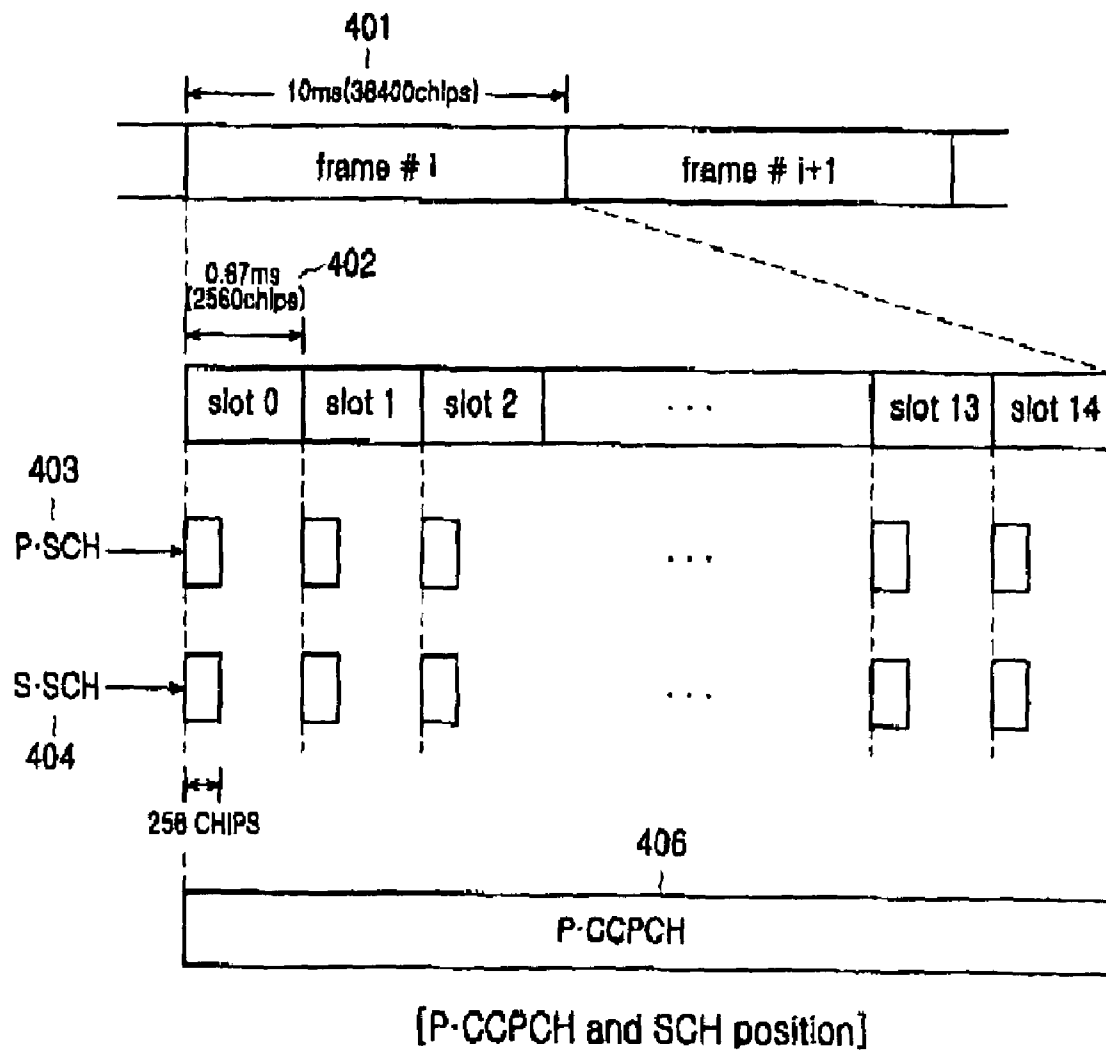 401
10ms(38400chips)
frame # i
frame # i+1
0.67ms
(2560chips)
402
slot 0
slot 1
slot 2
...
slot 13
slot 14
403
P-SCH
...
S-SCH
...
404
256 CHIPS
406
P-CCPCH
[P-CCPCH and SCH position]